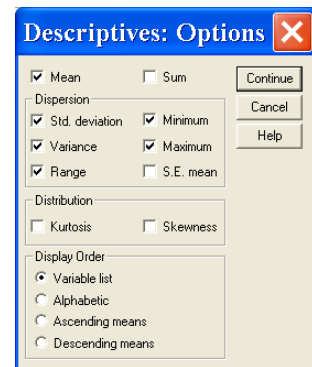 Descriptives: Options
Mean Sum Continue
Dispersion Cancel
Std. deviation Minimum
Help
Variance Maximum
Range S.E. mean
Distribution
Kurtosis Skewness
Display Order
Variable list
Alphabetic
Ascending means
Descending means